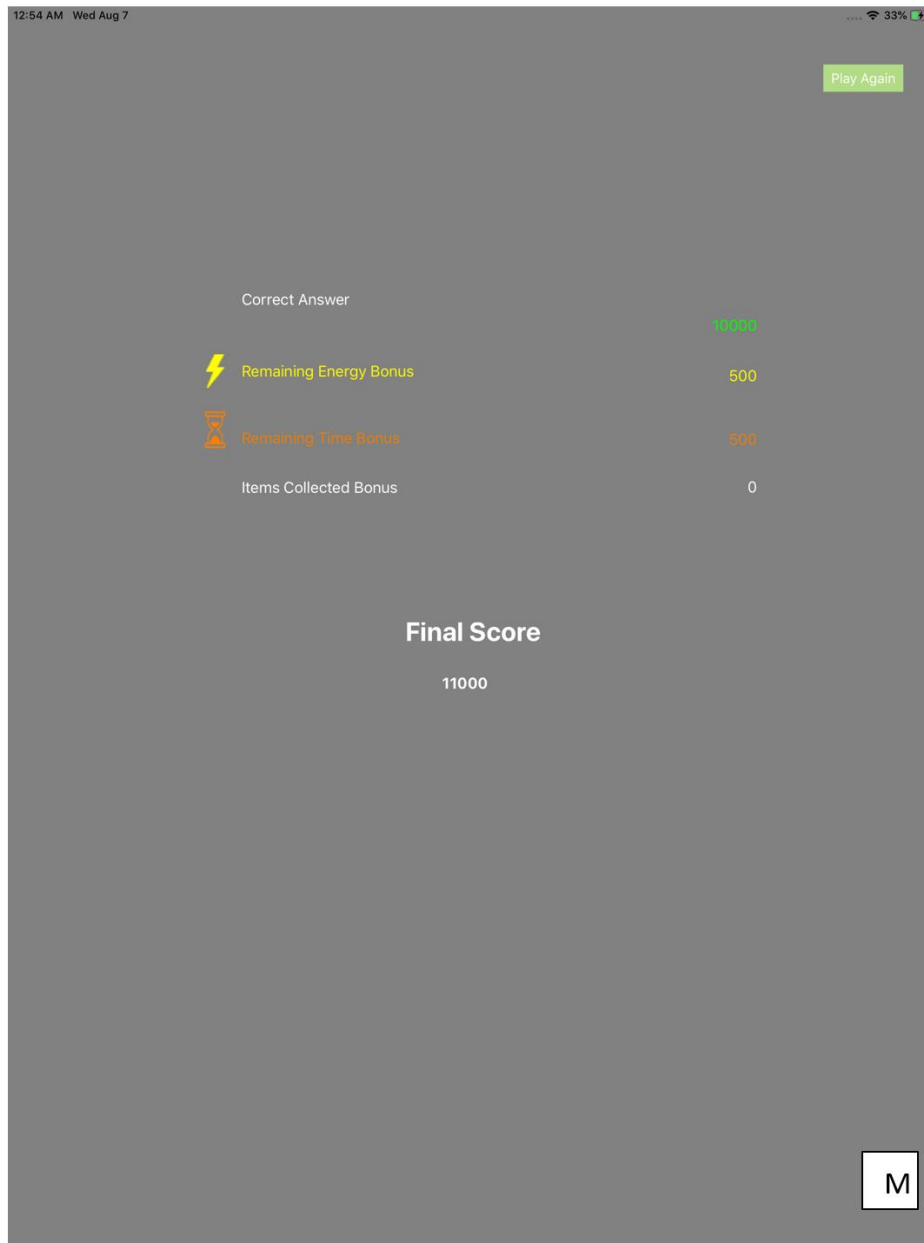 12:54 AM Wed Aug 7 33%
Play Again
Correct Answer
10000
Remaining Energy Bonus 500
Remaining Time Bonus 500
Items Collected Bonus 0
Final Score
11000
M